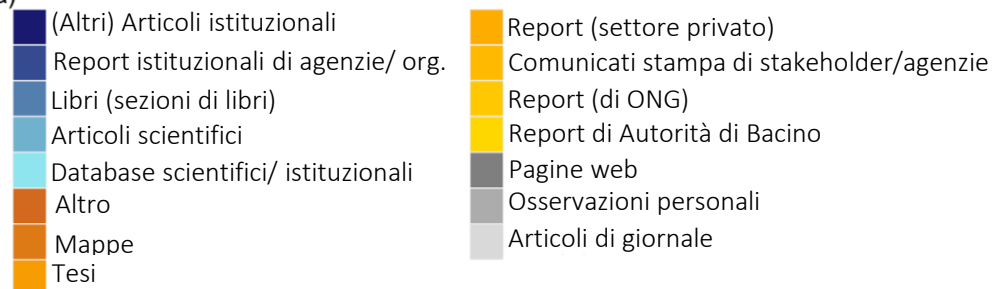 (Altri) Articoli istituzionali
Report istituzionali di agenzie/ org.
Libri (sezioni di libri)
Articoli scientifici
Database scientifici/ istituzionali
Altro
Mappe
Tesi
Report (settore privato)
Comunicati stampa di stakeholder/agenzie
Report (di ONG)
Report di Autorità di Bacino
Pagine web
Osservazioni personali
Articoli di giornale